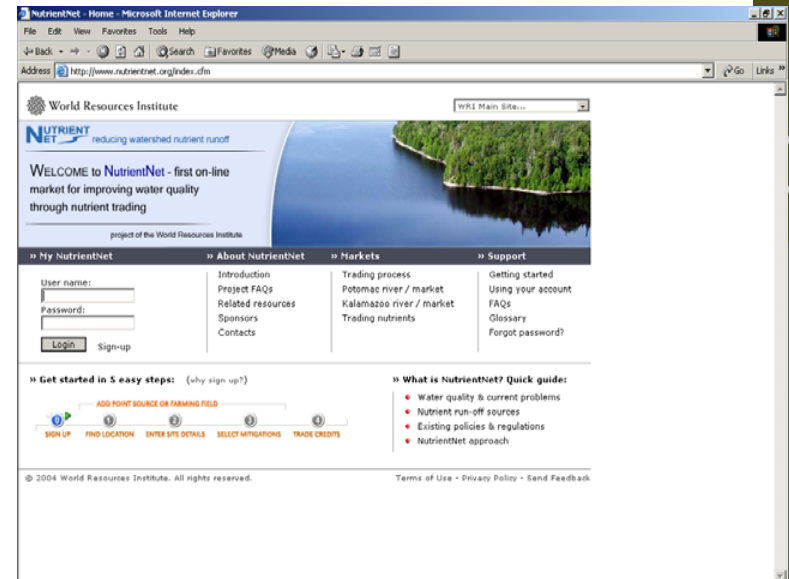 NutrientNet - Home - Microsoft Internet Explorer
File Edit View Favorites Tools Help
Back Search Favorites Media
Address http://www.nutrientnet.org/index.cfm Go Links »
World Resources Institute WRI Main Site...
NUTRIENT NET reducing watershed nutrient runoff
WELCOME to NutrientNet - first on-line
market for improving water quality
through nutrient trading
project of the World Resources Institute
» My NutrientNet » About NutrientNet » Markets » Support
User name:
Password:
Login Sign-up
Introduction
Project FAQs
Related resources
Sponsors
Contacts
Trading process
Potomac river / market
Kalamazoo river / market
Trading nutrients
Getting started
Using your account
FAQs
Glossary
Forgot password?
» Get started in 5 easy steps: (why sign up?)
ADD POINT SOURCE OR FARMING FIELD
0 1 2 3 4
SIGN UP FIND LOCATION ENTER SITE DETAILS SELECT MITIGATIONS TRADE CREDITS
» What is NutrientNet? Quick guide:
Water quality & current problems
Nutrient run-off sources
Existing policies & regulations
NutrientNet approach
© 2004 World Resources Institute. All rights reserved. Terms of Use • Privacy Policy • Send Feedback